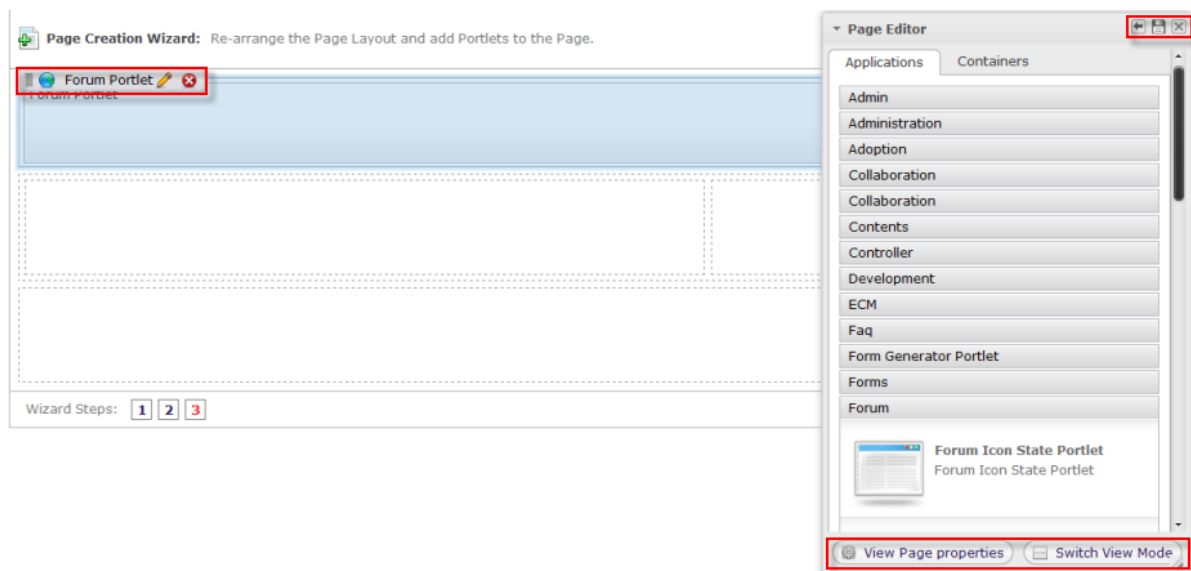 Page Creation Wizard: Re-arrange the Page Layout and add Portlets to the Page.
Forum Portlet
Forum Portlet
Wizard Steps: 1 2 3
Page Editor
Applications Containers
Admin
Administration
Adoption
Collaboration
Collaboration
Contents
Controller
Development
ECM
Faq
Form Generator Portlet
Forms
Forum
Forum Icon State Portlet
Forum Icon State Portlet
View Page properties Switch View Mode